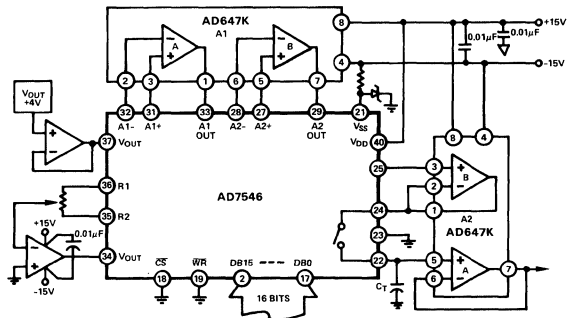 AD647K
A1
8
+15V
0.01μF
0.01μF
A
B
4
-15V
2
3
1
6
5
7
VOUT
+4V
32
31
33
28
27
29
21
A1-
A1+
A1
OUT
A2-
A2+
A2
OUT
VSS
8
4
37
VOUT
VDD
40
25
3
B
2
36
R1
AD7546
24
1
A2
35
R2
AD647K
+15V
0.01μF
23
34
VOUT
CS
WR
DB15
DB0
22
5
A
7
6
-15V
18
19
2
17
CT
16 BITS